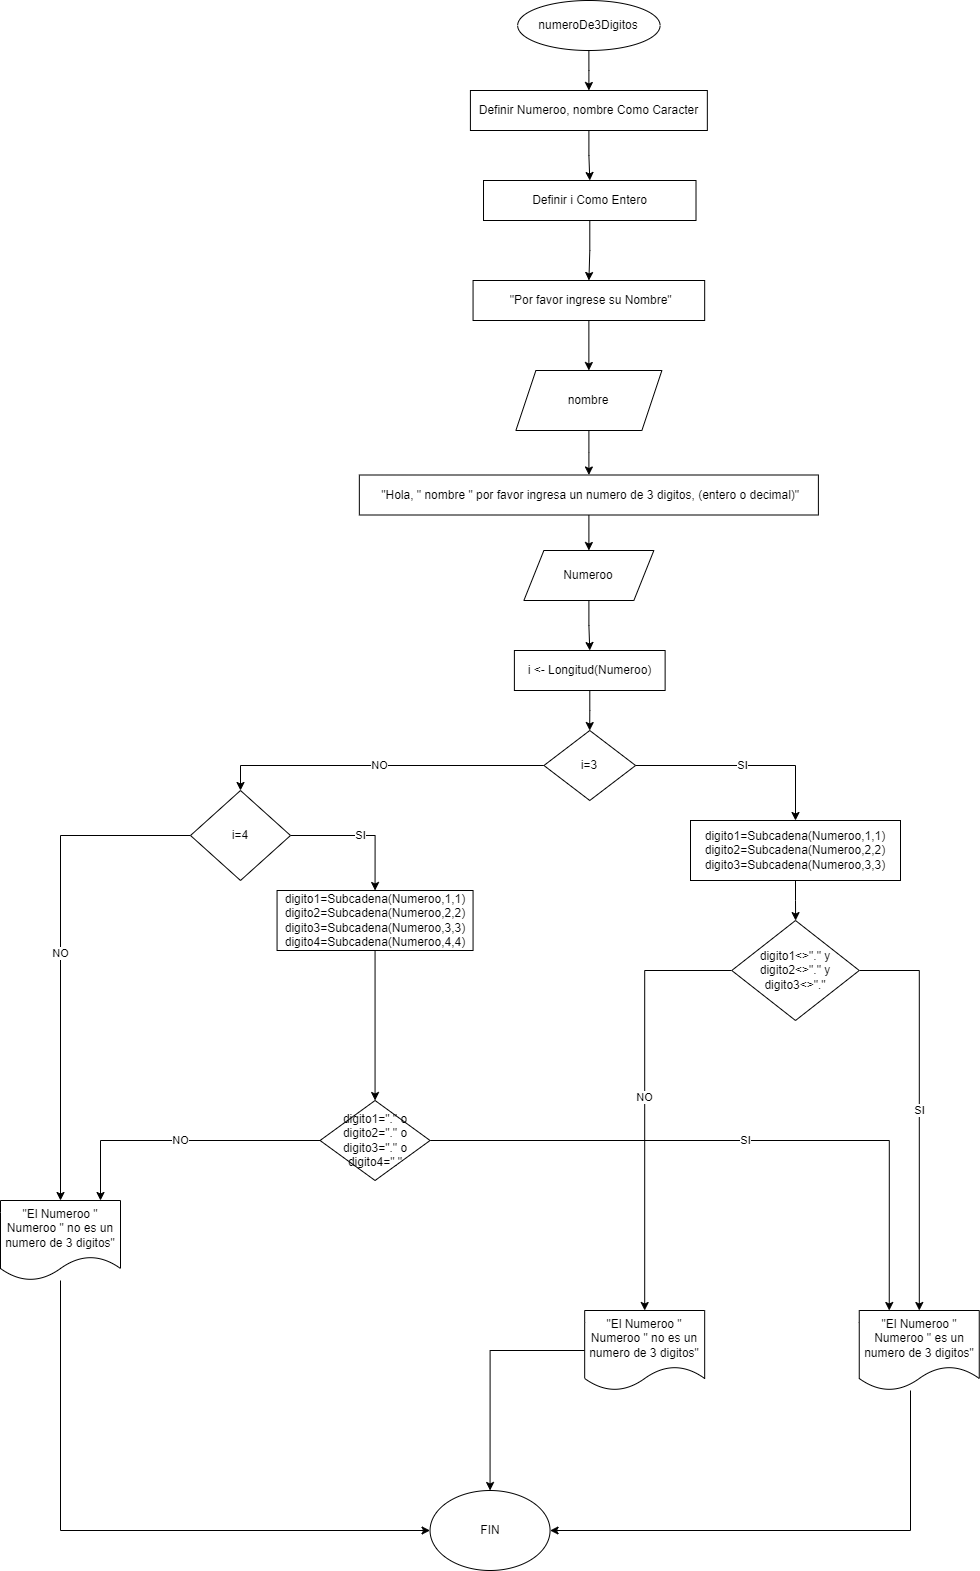 numeroDe3Digitos
Definir Numeroo, nombre Como Caracter
Definir i Como Entero
"Por favor ingrese su Nombre"
nombre
"Hola, " nombre " por favor ingresa un numero de 3 digitos, (entero o decimal)"
Numeroo
i <- Longitud(Numeroo)
i=3
NO
SI
i=4
SI
NO
digito1=Subcadena(Numeroo,1,1)
digito2=Subcadena(Numeroo,2,2)
digito3=Subcadena(Numeroo,3,3)
digito1=Subcadena(Numeroo,1,1)
digito2=Subcadena(Numeroo,2,2)
digito3=Subcadena(Numeroo,3,3)
digito4=Subcadena(Numeroo,4,4)
digito1<>"." y
digito2<>"." y
digito3<>"."
NO
SI
digito1="." o
digito2="." o
digito3="." o
digito4="."
NO
SI
"El Numeroo "
Numeroo " no es un
numero de 3 digitos"
"El Numeroo "
Numeroo " no es un
numero de 3 digitos"
"El Numeroo "
Numeroo " es un
numero de 3 digitos"
FIN